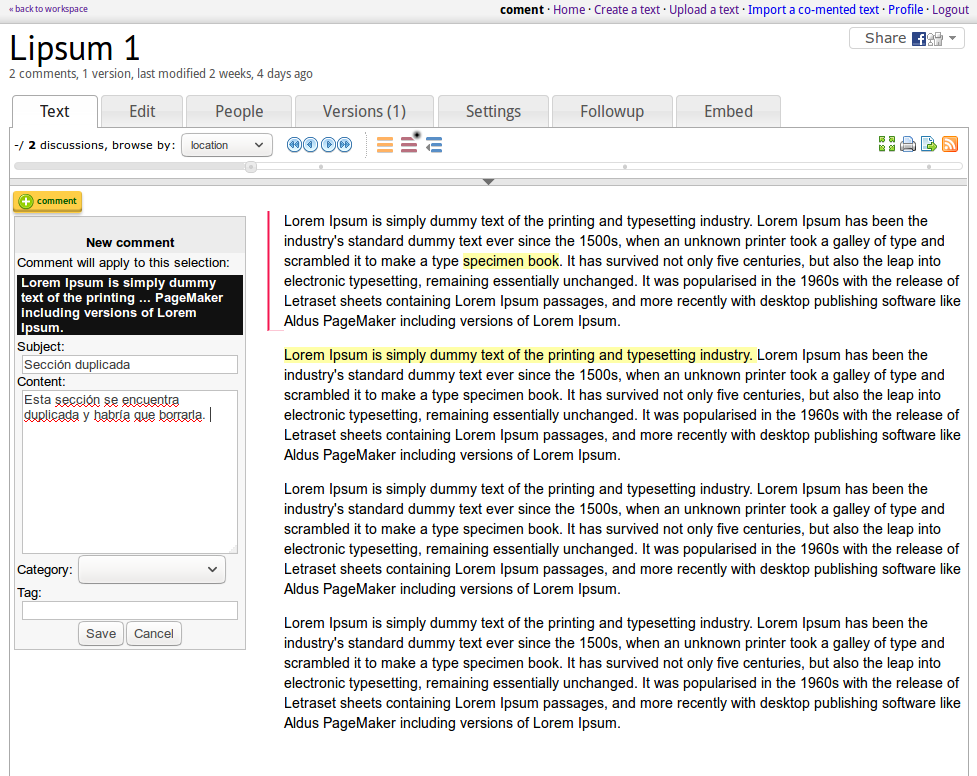 « back to workspace
coment · Home · Create a text · Upload a text · Import a co-mented text · Profile · Logout
Lipsum 1
Share
2 comments, 1 version, last modified 2 weeks, 4 days ago
Text Edit People Versions (1) Settings Followup Embed
-/ 2 discussions, browse by: location
comment
New comment
Comment will apply to this selection:
Lorem Ipsum is simply dummy
text of the printing ... PageMaker
including versions of Lorem
Ipsum.
Subject:
Sección duplicada
Content:
Esta sección se encuentra
duplicada y habría que borrarla.
Category:
Tag:
Save Cancel
Lorem Ipsum is simply dummy text of the printing and typesetting industry. Lorem Ipsum has been the
industry's standard dummy text ever since the 1500s, when an unknown printer took a galley of type and
scrambled it to make a type specimen book. It has survived not only five centuries, but also the leap into
electronic typesetting, remaining essentially unchanged. It was popularised in the 1960s with the release of
Letraset sheets containing Lorem Ipsum passages, and more recently with desktop publishing software like
Aldus PageMaker including versions of Lorem Ipsum.
Lorem Ipsum is simply dummy text of the printing and typesetting industry. Lorem Ipsum has been the
industry's standard dummy text ever since the 1500s, when an unknown printer took a galley of type and
scrambled it to make a type specimen book. It has survived not only five centuries, but also the leap into
electronic typesetting, remaining essentially unchanged. It was popularised in the 1960s with the release of
Letraset sheets containing Lorem Ipsum passages, and more recently with desktop publishing software like
Aldus PageMaker including versions of Lorem Ipsum.
Lorem Ipsum is simply dummy text of the printing and typesetting industry. Lorem Ipsum has been the
industry's standard dummy text ever since the 1500s, when an unknown printer took a galley of type and
scrambled it to make a type specimen book. It has survived not only five centuries, but also the leap into
electronic typesetting, remaining essentially unchanged. It was popularised in the 1960s with the release of
Letraset sheets containing Lorem Ipsum passages, and more recently with desktop publishing software like
Aldus PageMaker including versions of Lorem Ipsum.
Lorem Ipsum is simply dummy text of the printing and typesetting industry. Lorem Ipsum has been the
industry's standard dummy text ever since the 1500s, when an unknown printer took a galley of type and
scrambled it to make a type specimen book. It has survived not only five centuries, but also the leap into
electronic typesetting, remaining essentially unchanged. It was popularised in the 1960s with the release of
Letraset sheets containing Lorem Ipsum passages, and more recently with desktop publishing software like
Aldus PageMaker including versions of Lorem Ipsum.